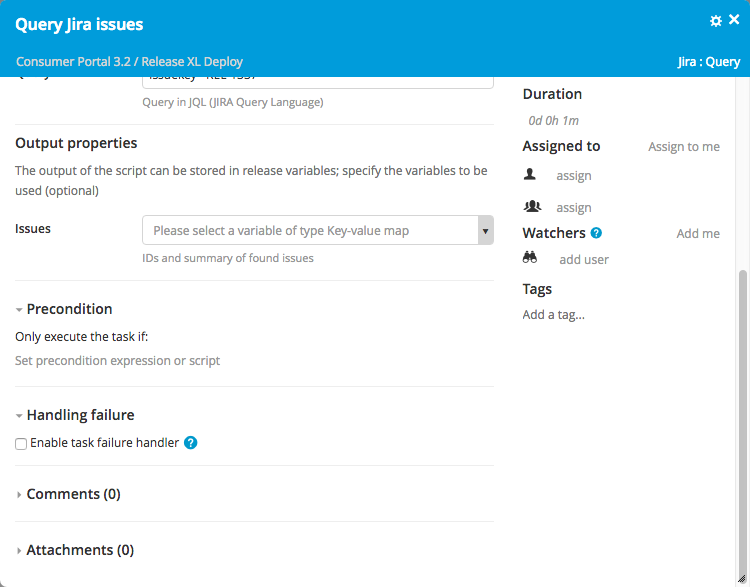 Query Jira issues
Consumer Portal 3.2 / Release XL Deploy
Jira : Query
Query in JQL (JIRA Query Language)
Output properties
The output of the script can be stored in release variables; specify the variables to be
used (optional)
Issues
Please select a variable of type Key-value map
IDs and summary of found issues
Precondition
Only execute the task if:
Set precondition expression or script
Handling failure
Enable task failure handler ?
Comments (0)
Attachments (0)
Duration
0d 0h 1m
Assigned to
Assign to me
assign
assign
Watchers ?
Add me
add user
Tags
Add a tag...